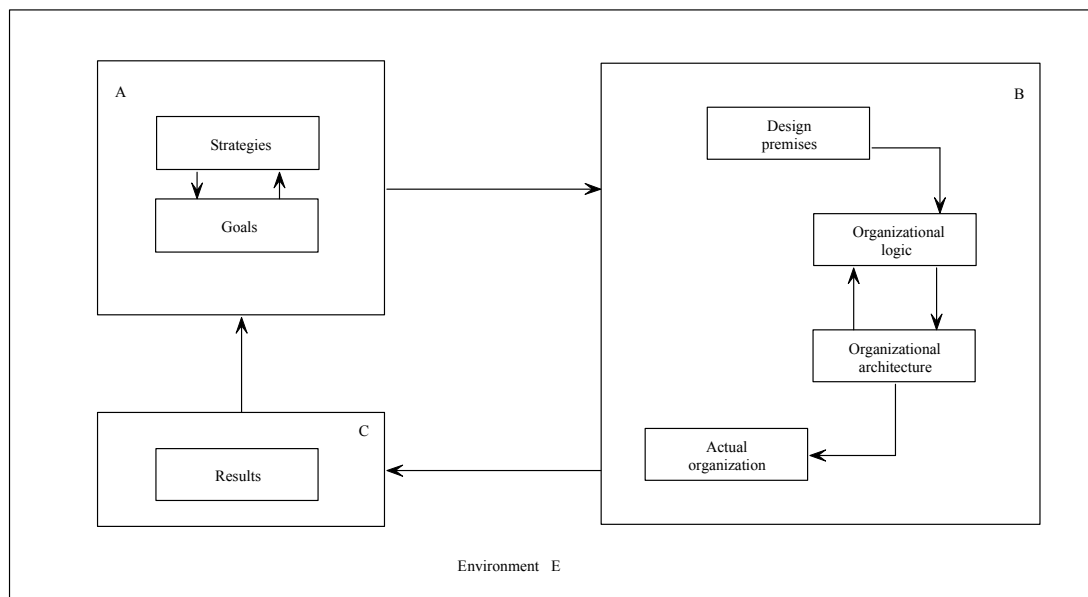 A
Strategies
Goals
B
Design
premises
Organizational
logic
Organizational
architecture
Actual
organization
C
Results
Environment E